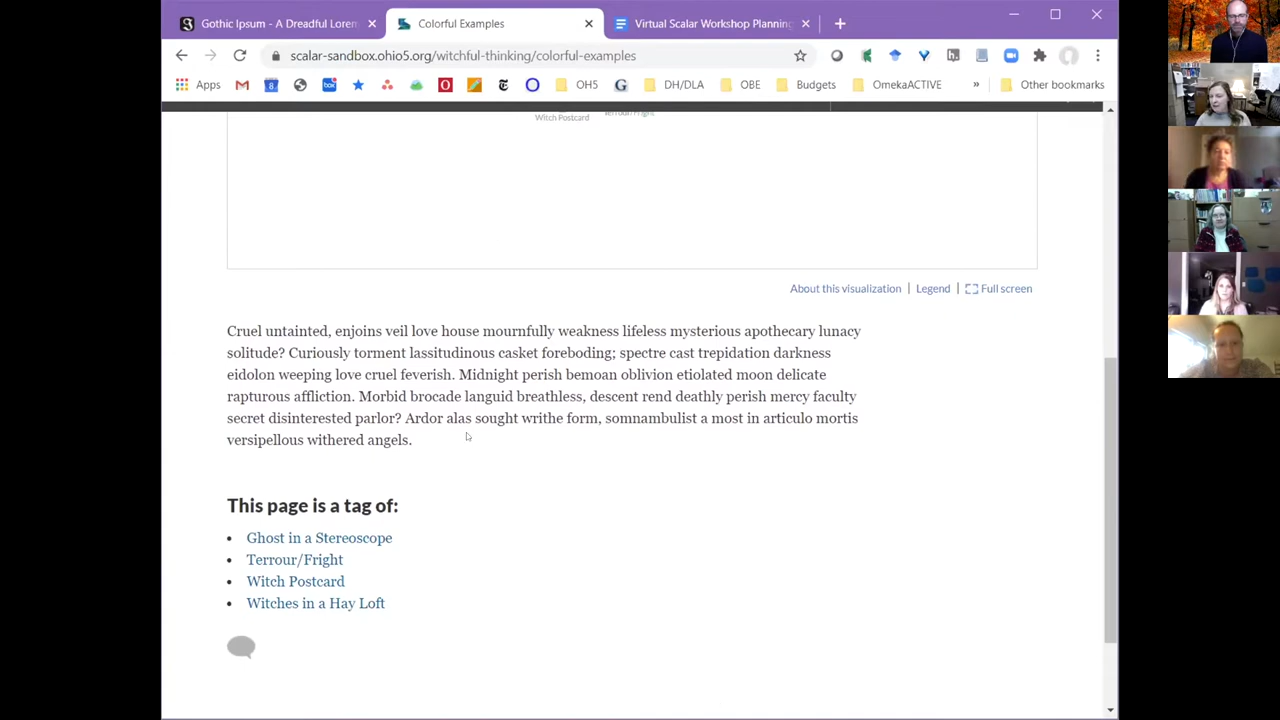 Gothic Ipsum - A Dreadful Lorem
Colorful Examples
Virtual Scalar Workshop Planning
scalar-sandbox.ohio5.org/witchful-thinking/colorful-examples
Apps
OH5
DH/DLA
OBE
Budgets
OmekaACTIVE
»
Other bookmarks
Witch Postcard
Terrour/Fright
About this visualization | Legend | Full screen
Cruel untainted, enjoins veil love house mournfully weakness lifeless mysterious apothecary lunacy
solitude? Curiously torment lassitudinous casket foreboding; spectre cast trepidation darkness
eidolon weeping love cruel feverish. Midnight perish bemoan oblivion etiolated moon delicate
rapturous affliction. Morbid brocade languid breathless, descent rend deathly perish mercy faculty
secret disinterested parlor? Ardor alas sought writhe form, somnambulist a most in articulo mortis
versipellous withered angels.
This page is a tag of:
• Ghost in a Stereoscope
• Terrour/Fright
• Witch Postcard
• Witches in a Hay Loft